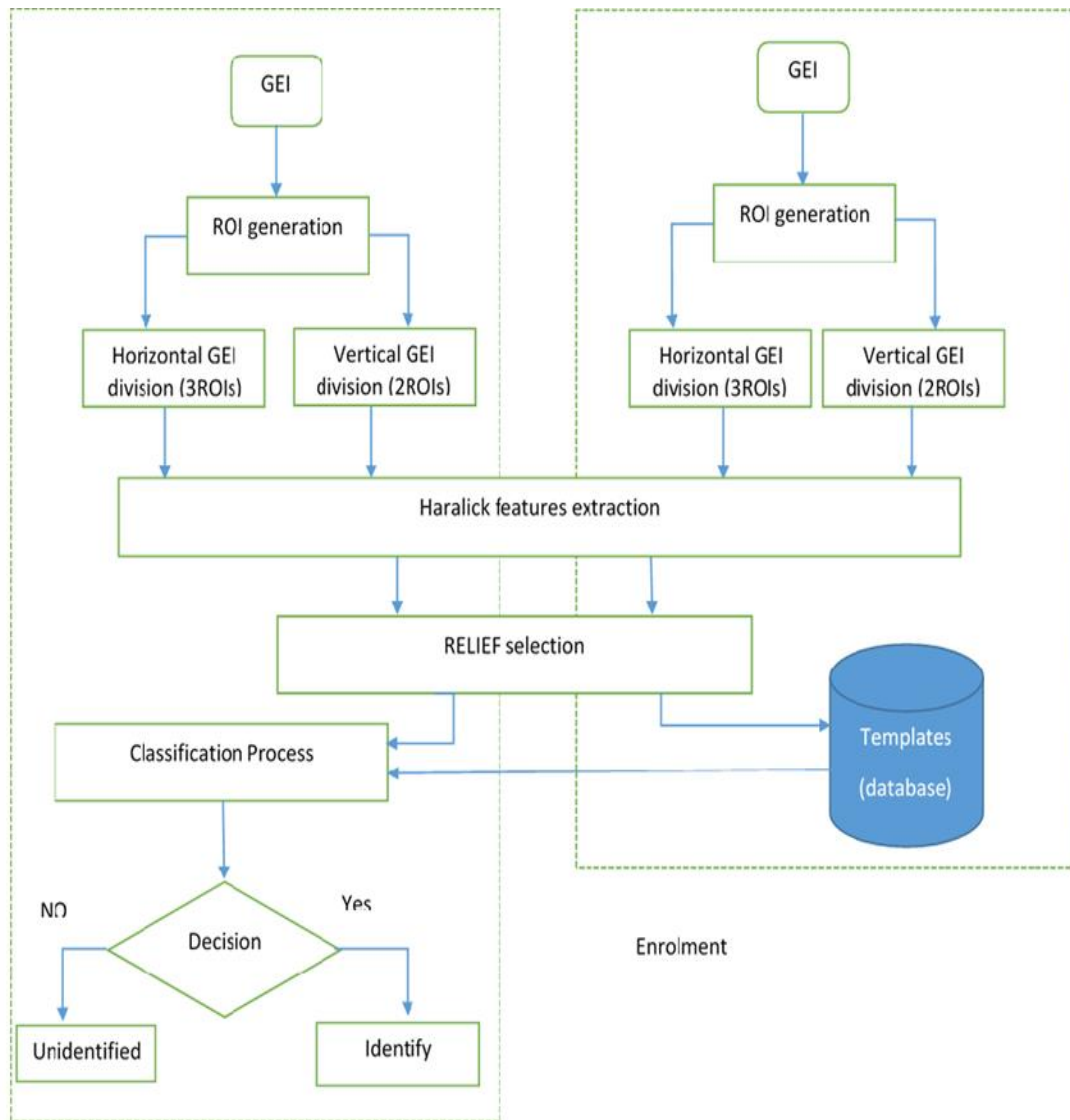 GEI
ROI generation
Horizontal GEI
division (3ROIs)
Vertical GEI
division (2ROIs)
GEI
ROI generation
Horizontal GEI
division (3ROIs)
Vertical GEI
division (2ROIs)
Haralick features extraction
RELIEF selection
Classification Process
Templates
(database)
NO
Yes
Decision
Unidentified
Identify
Enrolment